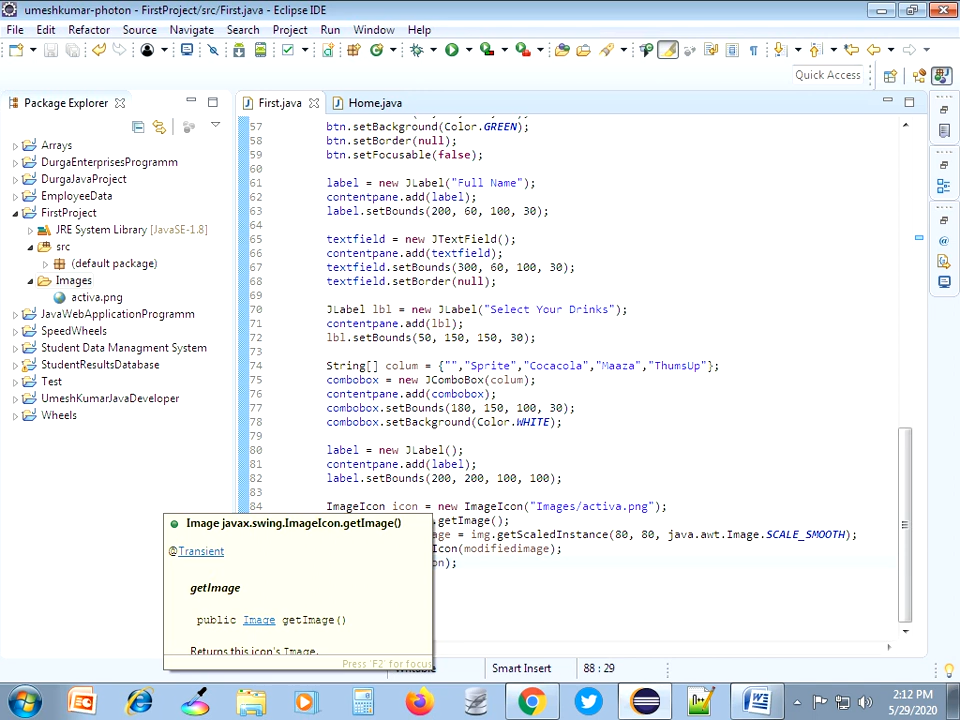 umeshkumar-photon - FirstProject/src/First.java - Eclipse IDE
File Edit Refactor Source Navigate Search Project Run Window Help
Quick Access
Package Explorer
First.java
Home.java
Arrays
DurgaEnterprisesProgramm
DurgaJavaProject
EmployeeData
FirstProject
JRE System Library [JavaSE-1.8]
src
(default package)
Images
activa.png
JavaWebApplicationProgramm
SpeedWheels
Student Data Managment System
StudentResultsDatabase
Test
UmeshKumarJavaDeveloper
Wheels
57 btn.setBackground(Color.GREEN);
58 btn.setBorder(null);
59 btn.setFocusable(false);
60
61 label = new JLabel("Full Name");
62 contentpane.add(label);
63 label.setBounds(200, 60, 100, 30);
64
65 textfield = new JTextField();
66 contentpane.add(textfield);
67 textfield.setBounds(300, 60, 100, 30);
68 textfield.setBorder(null);
69
70 JLabel lbl = new JLabel("Select Your Drinks");
71 contentpane.add(lbl);
72 lbl.setBounds(50, 150, 150, 30);
73
74 String[] colum = {"","Sprite","Cocacola","Maaza","ThumsUp"};
75 combobox = new JComboBox(colum);
76 contentpane.add(combobox);
77 combobox.setBounds(180, 150, 100, 30);
78 combobox.setBackground(Color.WHITE);
79
80 label = new JLabel();
81 contentpane.add(label);
82 label.setBounds(200, 200, 100, 100);
83
84 ImageIcon icon = new ImageIcon("Images/activa.png");
.getImage();
age = img.getScaledInstance(80, 80, java.awt.Image.SCALE_SMOOTH);
Icon(modifiedimage);
on);
Image javax.swing.ImageIcon.getImage()
@Transient
getImage
public Image getImage()
Returns this icon's Image.
Press 'F2' for focus
Smart Insert
88 : 29
2:12 PM
5/29/2020